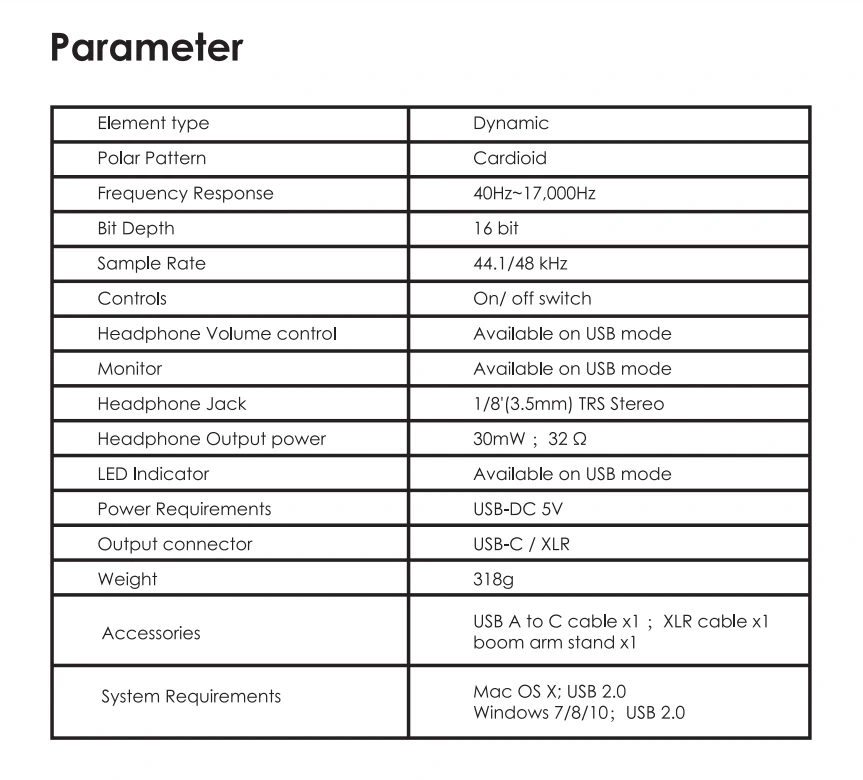 Parameter
Element type Dynamic
Polar Pattern Cardioid
Frequency Response 40Hz~17,000Hz
Bit Depth 16 bit
Sample Rate 44.1/48 kHz
Controls On/ off switch
Headphone Volume control Available on USB mode
Monitor Available on USB mode
Headphone Jack 1/8'(3.5mm) TRS Stereo
Headphone Output power 30mW ; 32 Ω
LED Indicator Available on USB mode
Power Requirements USB-DC 5V
Output connector USB-C / XLR
Weight 318g
Accessories USB A to C cable x1 ; XLR cable x1
boom arm stand x1
System Requirements Mac OS X; USB 2.0
Windows 7/8/10; USB 2.0